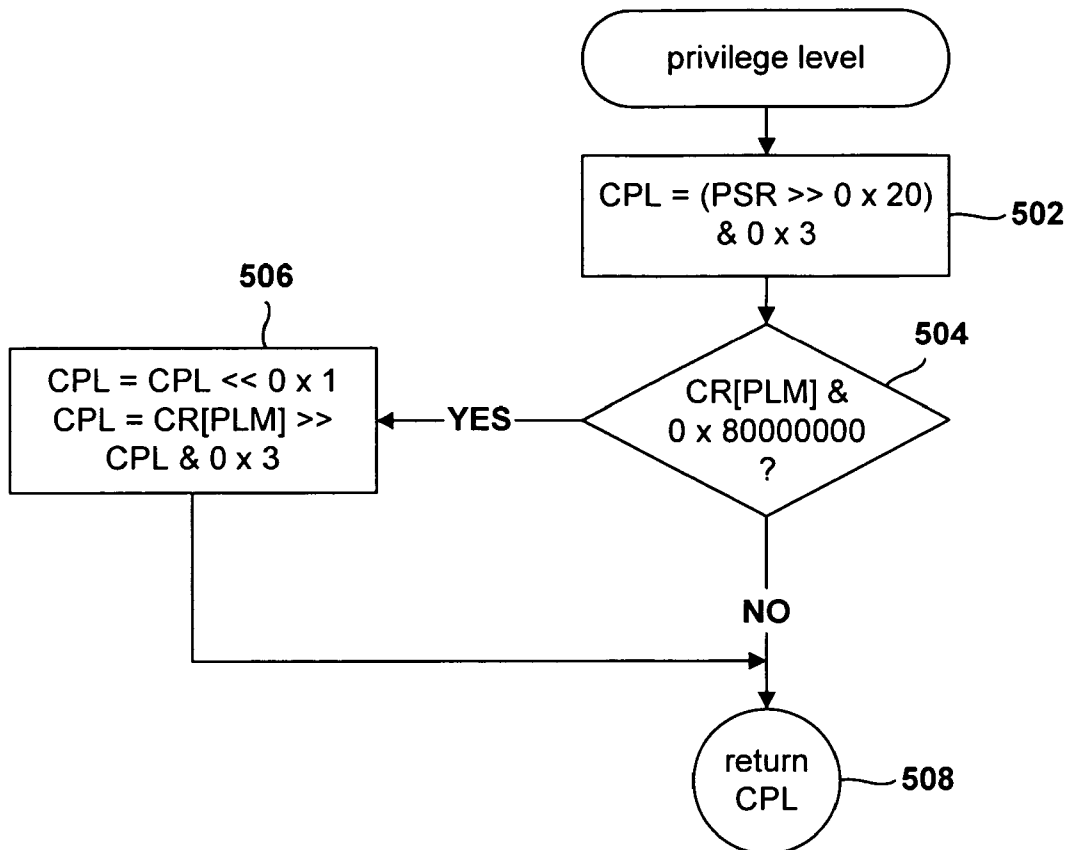 privilege level
CPL = (PSR >> 0 x 20)
& 0 x 3
502
504
CR[PLM] &
0 x 80000000
?
YES
506
CPL = CPL << 0 x 1
CPL = CR[PLM] >>
CPL & 0 x 3
NO
return
CPL
508